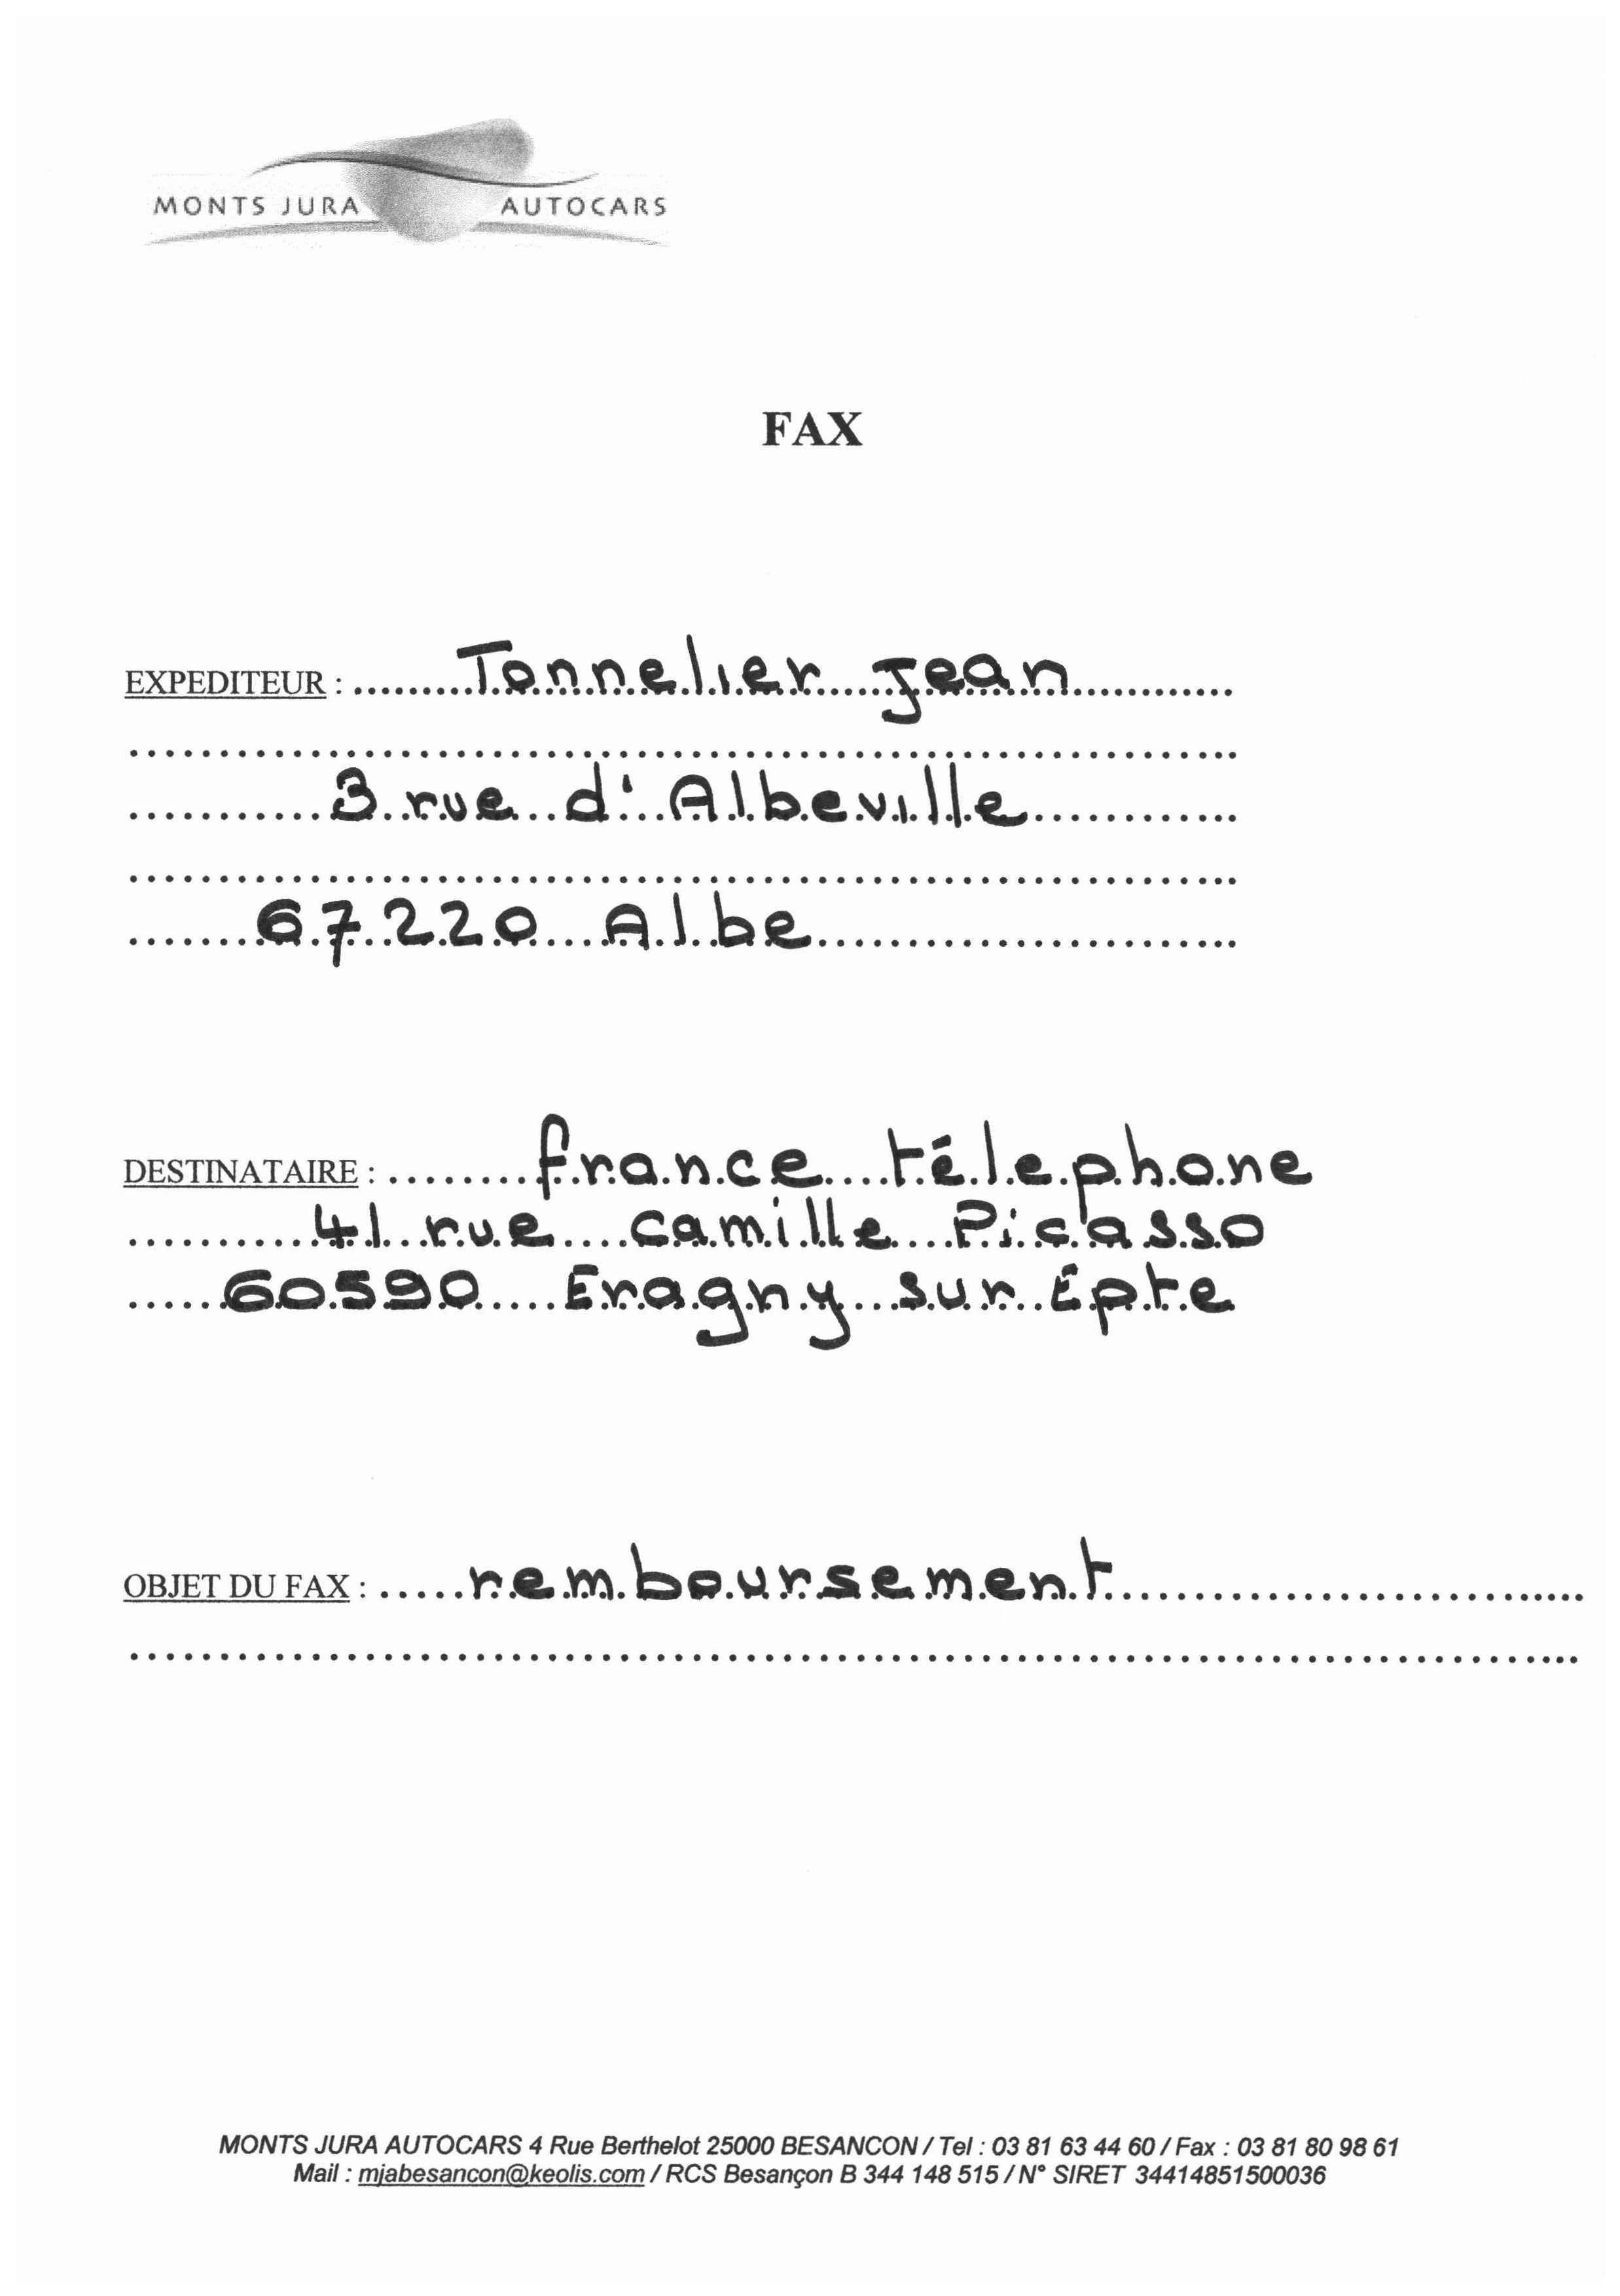 MONTS JURA AUTOCARS
FAX
EXPEDITEUR : Tonnelier Jean
3 rue d'Albeville
67220 Albe
DESTINATAIRE : france télephone
41 rue camille Picasso
60590 Eragny sur Epte
OBJET DU FAX : remboursement
MONTS JURA AUTOCARS 4 Rue Berthelot 25000 BESANCON / Tel : 03 81 63 44 60 / Fax : 03 81 80 98 61
Mail : mjabesancon@keolis.com / RCS Besançon B 344 148 515 / N° SIRET 34414851500036